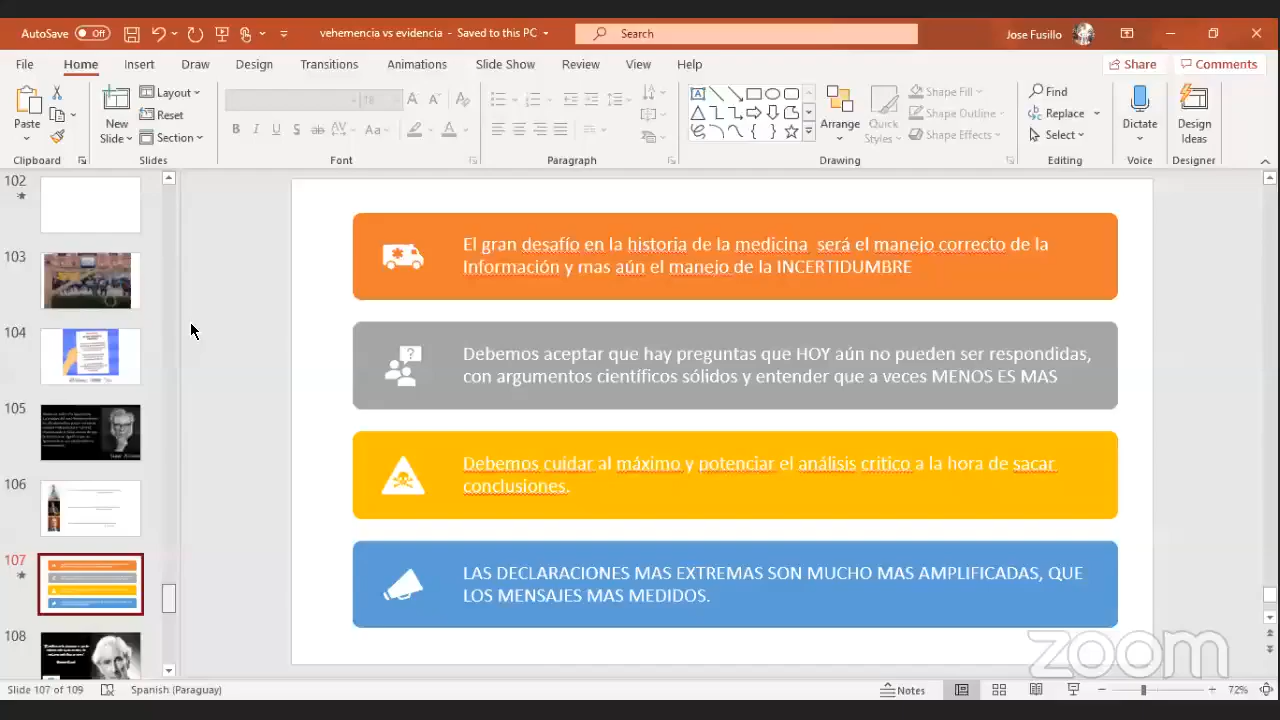 AutoSave Off vehemencia vs evidencia - Saved to this PC Search Jose Fusillo
File Home Insert Draw Design Transitions Animations Slide Show Review View Help Share Comments
Paste
Clipboard
New
Slide
Layout
Reset
Section
Slides
18
B I U S ab AV Aa A
Font
Paragraph
Arrange
Quick
Styles
Shape Fill
Shape Outline
Shape Effects
Drawing
Find
Replace
Select
Editing
Dictate
Voice
Design
Ideas
Designer
102
103
104
105
106
107
108
El gran desafío en la historia de la medicina será el manejo correcto de la
Información y mas aún el manejo de la INCERTIDUMBRE
Debemos aceptar que hay preguntas que HOY aún no pueden ser respondidas,
con argumentos científicos sólidos y entender que a veces MENOS ES MAS
Debemos cuidar al máximo y potenciar el análisis critico a la hora de sacar
conclusiones.
LAS DECLARACIONES MAS EXTREMAS SON MUCHO MAS AMPLIFICADAS, QUE
LOS MENSAJES MAS MEDIDOS.
zoom
Slide 107 of 109 Spanish (Paraguay) Notes 72%